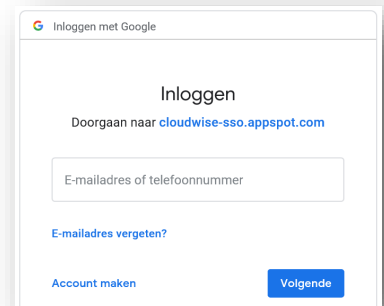 Inloggen met Google
Inloggen
Doorgaan naar cloudwise-sso.appspot.com
E-mailadres of telefoonnummer
E-mailadres vergeten?
Account maken
Volgende